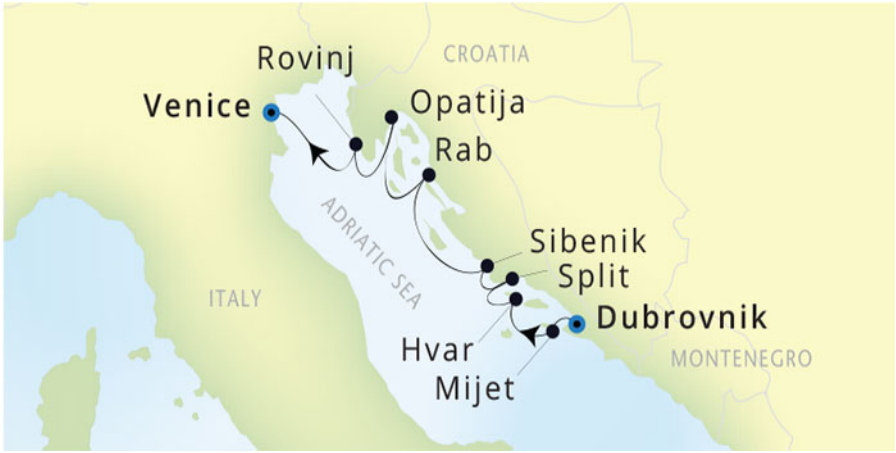 Rovinj
CROATIA
Venice
Opatija
Rab
ADRIATIC SEA
Sibenik
Split
ITALY
Dubrovnik
Hvar
MONTENEGRO
Mijet